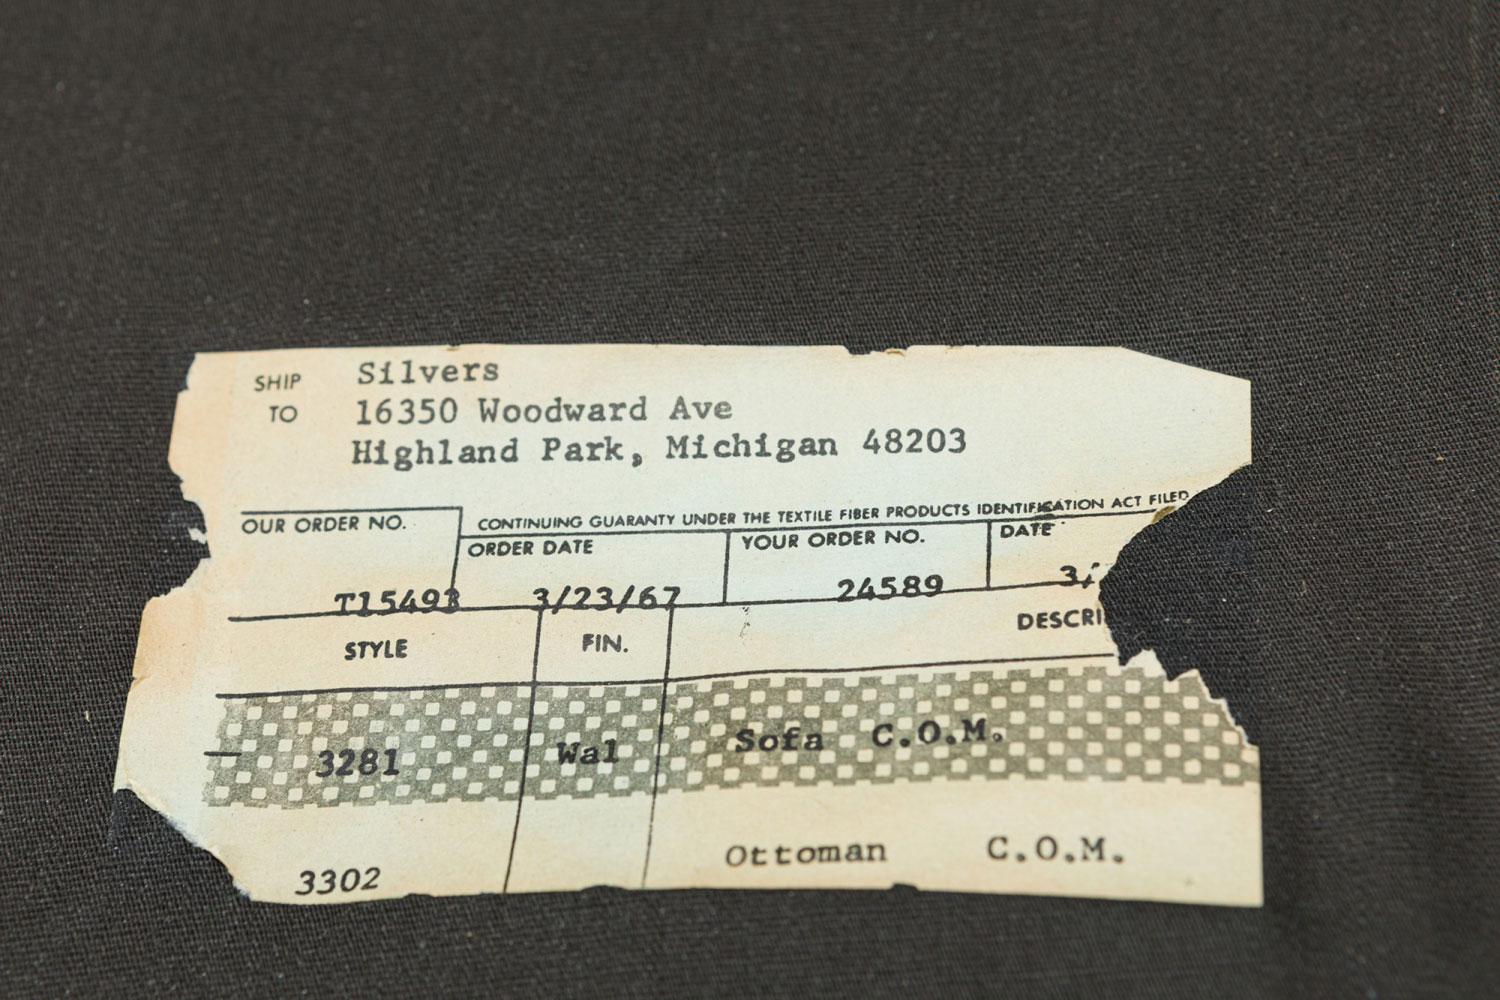 SHIP TO
Silvers
16350 Woodward Ave
Highland Park, Michigan 48203
OUR ORDER NO.
CONTINUING GUARANTY UNDER THE TEXTILE FIBER PRODUCTS IDENTIFICATION ACT FILED
ORDER DATE YOUR ORDER NO. DATE
T15493 3/23/67 24589 3/
STYLE FIN. DESCRI
3281 Wal Sofa C.O.M.
3302 Ottoman C.O.M.